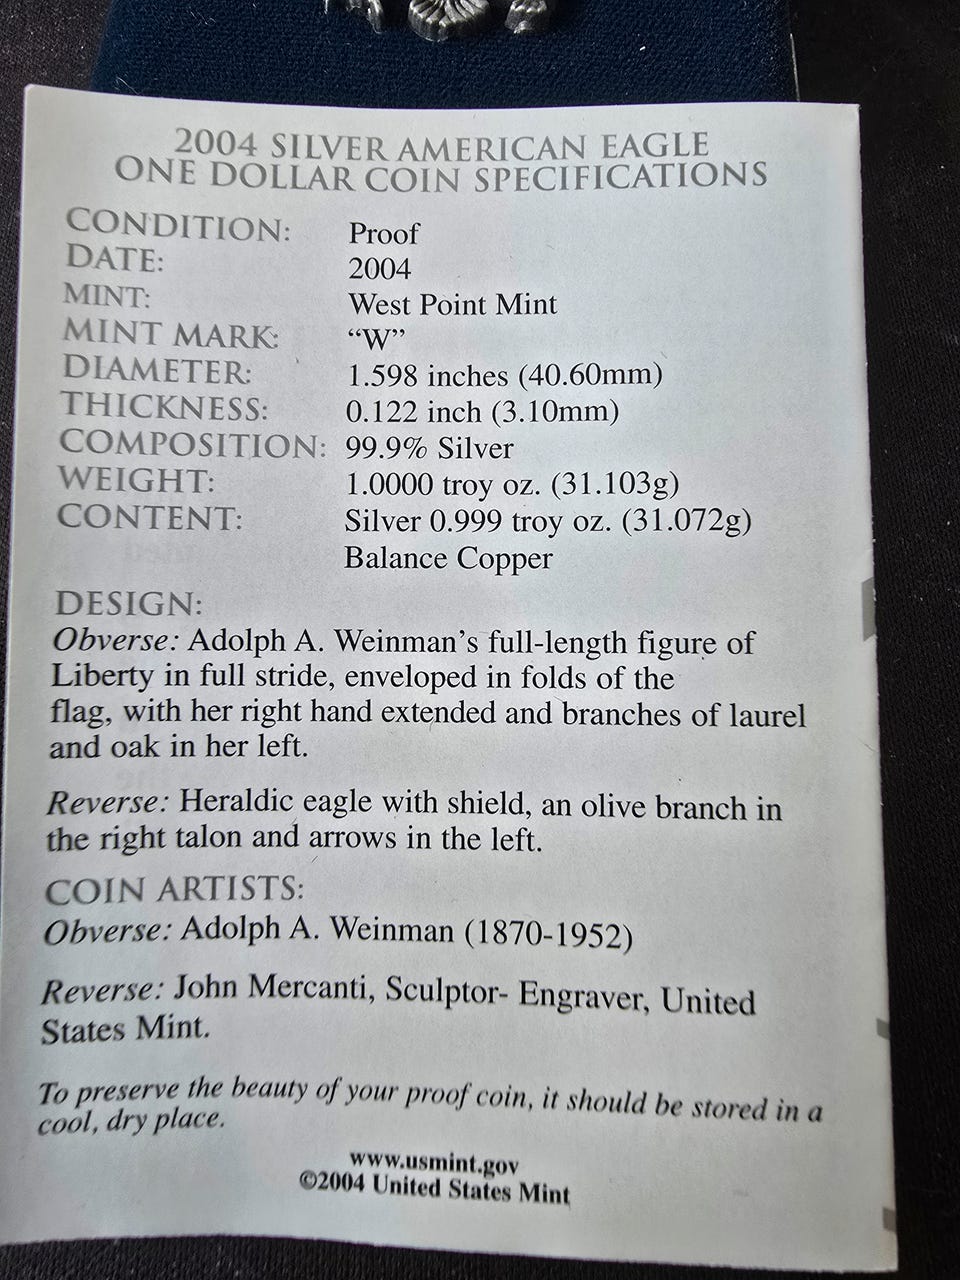 2004 SILVER AMERICAN EAGLE
ONE DOLLAR COIN SPECIFICATIONS
CONDITION: Proof
DATE: 2004
MINT: West Point Mint
MINT MARK: “W”
DIAMETER: 1.598 inches (40.60mm)
THICKNESS: 0.122 inch (3.10mm)
COMPOSITION: 99.9% Silver
WEIGHT: 1.0000 troy oz. (31.103g)
CONTENT: Silver 0.999 troy oz. (31.072g)
Balance Copper
DESIGN:
Obverse: Adolph A. Weinman’s full-length figure of
Liberty in full stride, enveloped in folds of the
flag, with her right hand extended and branches of laurel
and oak in her left.
Reverse: Heraldic eagle with shield, an olive branch in
the right talon and arrows in the left.
COIN ARTISTS:
Obverse: Adolph A. Weinman (1870-1952)
Reverse: John Mercanti, Sculptor- Engraver, United
States Mint.
To preserve the beauty of your proof coin, it should be stored in a
cool, dry place.
www.usmint.gov
©2004 United States Mint